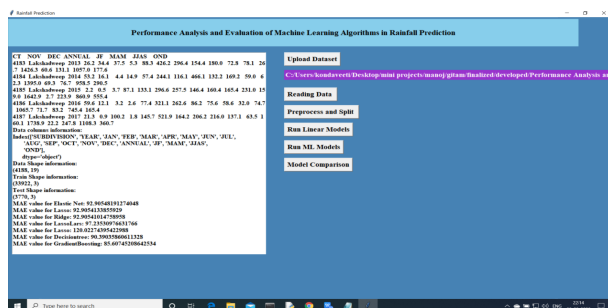 Rainfall Prediction
Performance Analysis and Evaluation of Machine Learning Algorithms in Rainfall Prediction
CT NOV DEC ANNUAL JF MAM JJAS OND
4183 Lakshadweep 2013 26.2 34.4 37.5 5.3 88.3 426.2 296.4 154.4 180.0 72.8 78.1 26
.7 1426.3 60.6 131.1 1057.0 177.6
4184 Lakshadweep 2014 53.2 16.1 4.4 14.9 57.4 244.1 116.1 466.1 132.2 169.2 59.0 6
2.3 1395.0 69.3 76.7 958.5 290.5
4185 Lakshadweep 2015 2.2 0.5 3.7 87.1 133.1 296.6 257.5 146.4 160.4 165.4 231.0 15
9.0 1642.9 2.7 223.9 860.9 555.4
4186 Lakshadweep 2016 59.6 12.1 3.2 2.6 77.4 321.1 262.6 86.2 75.6 58.6 32.0 74.7
1065.7 71.7 83.2 745.4 165.4
4187 Lakshadweep 2017 21.3 0.9 100.2 1.8 145.7 521.9 164.2 206.2 216.0 137.1 63.5 1
60.1 1738.9 22.2 247.8 1108.3 360.7
Data columns information:
Index(['SUBDIVISION', 'YEAR', 'JAN', 'FEB', 'MAR', 'APR', 'MAY', 'JUN', 'JUL',
'AUG', 'SEP', 'OCT', 'NOV', 'DEC', 'ANNUAL', 'JF', 'MAM', 'JJAS',
'OND'],
dtype='object')
Data Shape information:
(4188, 19)
Train Shape information:
(33922, 3)
Test Shape information:
(3770, 3)
MAE value for Elastic Net: 92.90548191274048
MAE value for Lasso: 92.9054133855929
MAE value for Ridge: 92.90541014758958
MAE value for LassoLars: 97.23530976631766
MAE value for Lasso: 120.02274395422988
MAE value for Decisiontree: 90.39035860611328
MAE value for GradientBoosting: 85.60745208642534
Upload Dataset
C:/Users/kondaveeti/Desktop/mini projects/manoj/gitam/finalized/developed/Performance Analysis an
Reading Data
Preprocess and Split
Run Linear Models
Run ML Models
Model Comparison
Type here to search
ENG
22:14